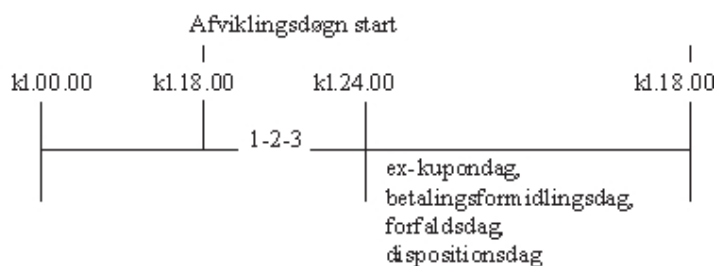 Afviklingsdøgn start
kl.00.00 kl.18.00 kl.24.00 kl.18.00
1-2-3
ex-kupondag,
betalingsformidlingsdag,
forfaldsdag,
dispositionsdag